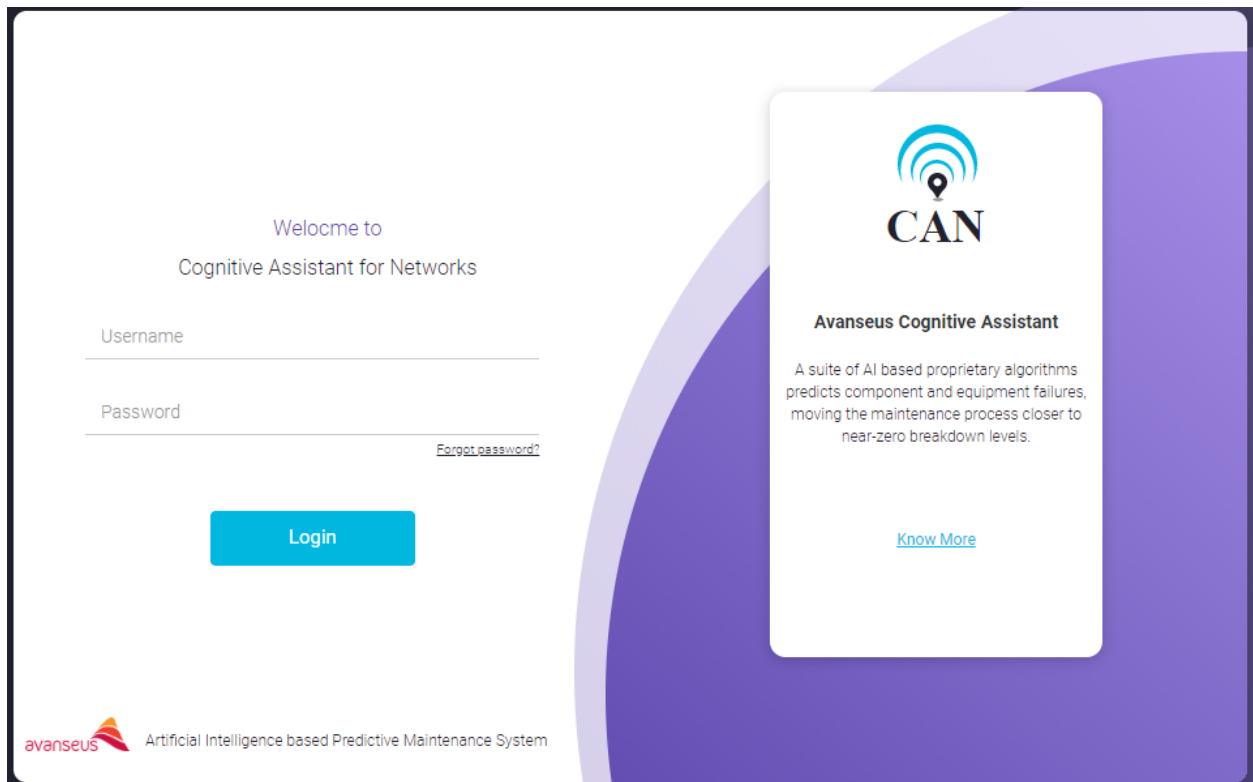 Welocme to
Cognitive Assistant for Networks
Username
Password
Forgot password?
Login
avanseus
Artificial Intelligence based Predictive Maintenance System
CAN
Avanseus Cognitive Assistant
A suite of AI based proprietary algorithms
predicts component and equipment failures,
moving the maintenance process closer to
near-zero breakdown levels.
Know More